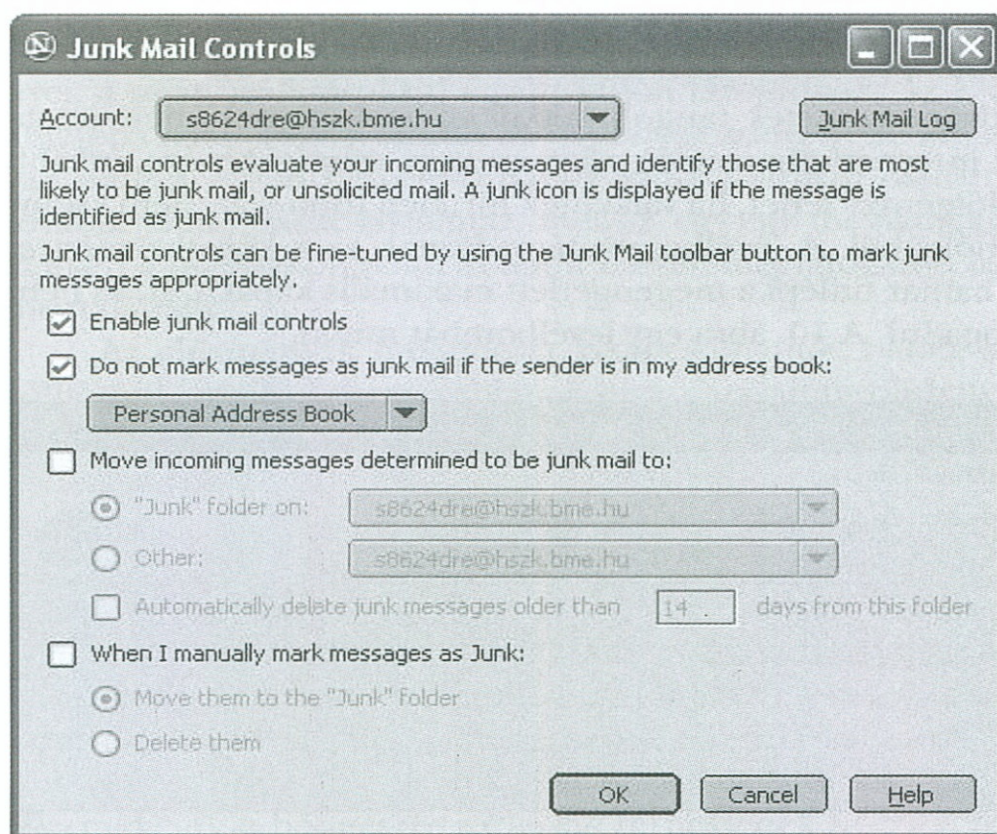 Junk Mail Controls
Account: s8624dre@hszk.bme.hu Junk Mail Log
Junk mail controls evaluate your incoming messages and identify those that are most
likely to be junk mail, or unsolicited mail. A junk icon is displayed if the message is
identified as junk mail.
Junk mail controls can be fine-tuned by using the Junk Mail toolbar button to mark junk
messages appropriately.
Enable junk mail controls
Do not mark messages as junk mail if the sender is in my address book:
Personal Address Book
Move incoming messages determined to be junk mail to:
"Junk" folder on: s8624dre@hszk.bme.hu
Other: s8624dre@hszk.bme.hu
Automatically delete junk messages older than 14 days from this folder
When I manually mark messages as Junk:
Move them to the "Junk" folder
Delete them
OK Cancel Help